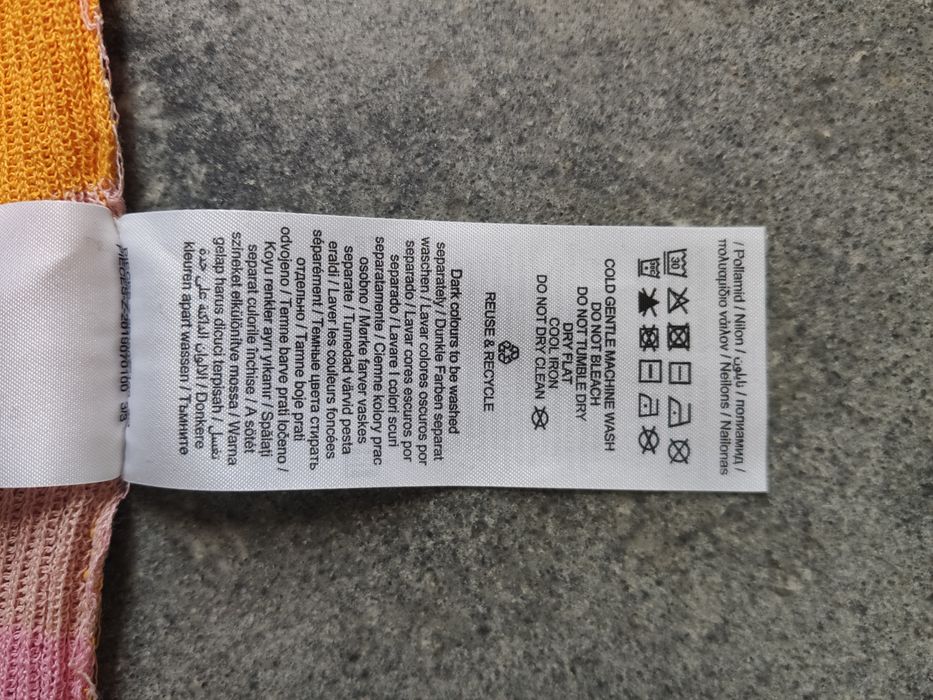 / Poliamid / Nilon / نايلون / полиамид /
πολυαμίδιο νάιλον / Neilons / Nailonas
30
COLD GENTLE MACHINE WASH
DO NOT BLEACH
DO NOT TUMBLE DRY
DRY FLAT
COOL IRON
DO NOT DRY CLEAN
REUSE & RECYCLE
Dark colours to be washed
separately / Dunkle Farben separat
waschen / Lavar colores oscuros por
separado / Lavar cores escuros por
separado / Lavare I colori scuri
separatamente / Ciemne kolory prać
osobno / Mørke farver vaskes
separate / Tumedad värvid pesta
eraldi / Laver les couleurs foncées
séparément / Темные цвета стирать
отдельно / Tamne boje prati
odvojeno / Temne barve prati ločeno /
Koyu renkler ayrı yıkanır / Spălați
separat culorile închise / A sötét
színeket elkülönítve mossa / Warna
gelap harus dicuci terpisah / تغسل
الألوان الداكنة على حدة / Donkere
kleuren apart wassen / Тъмните